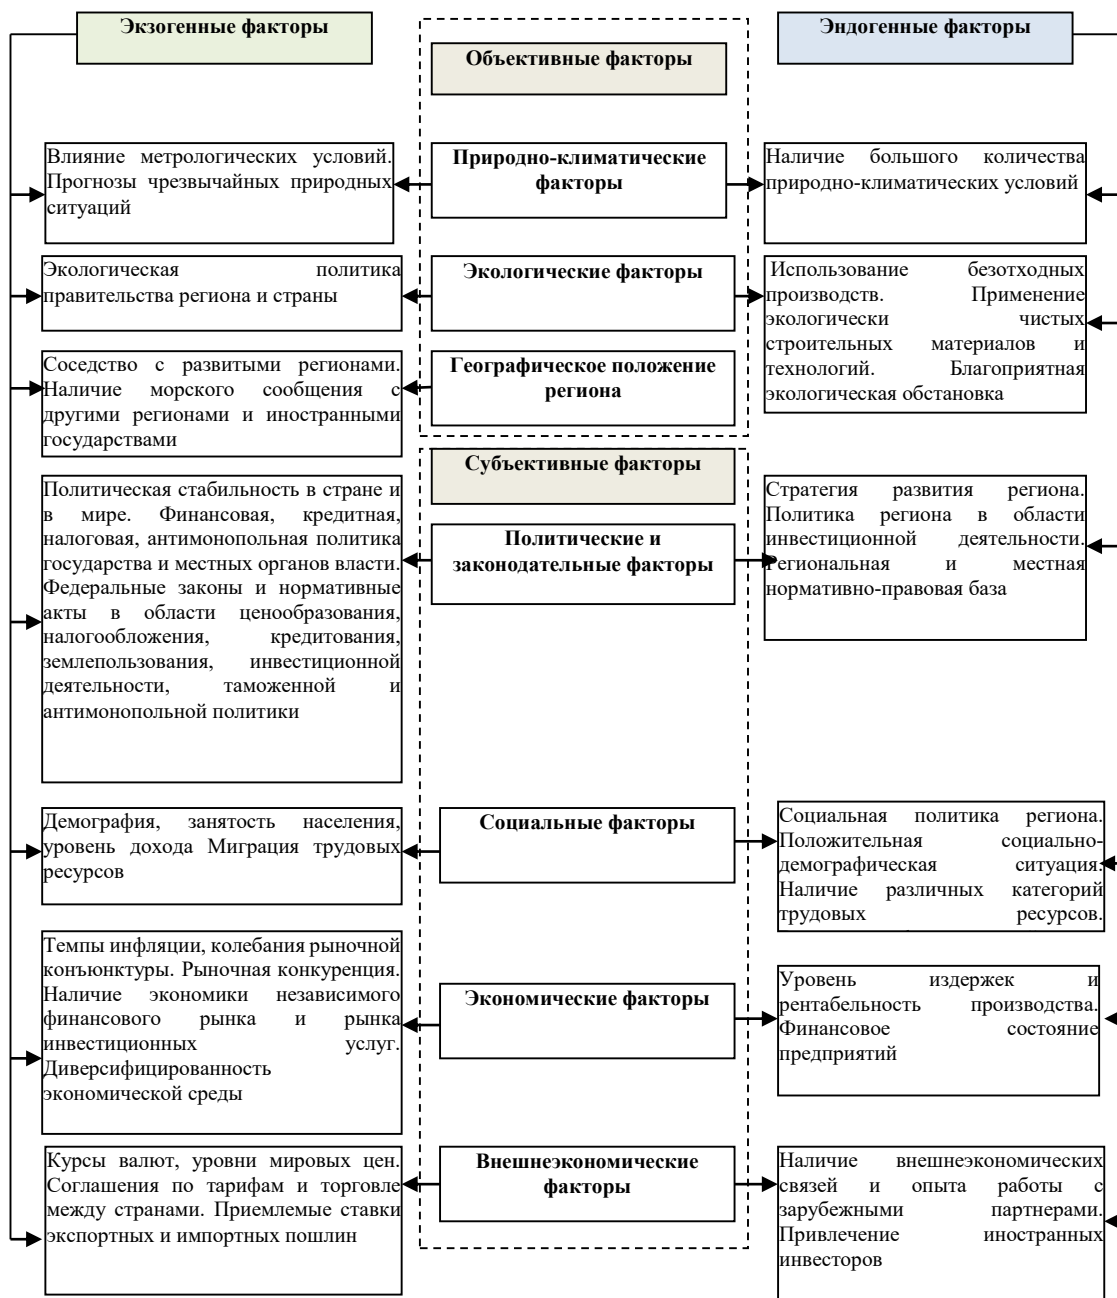 Экзогенные факторы
Объективные факторы
Эндогенные факторы
Влияние метрологических условий.
Прогнозы чрезвычайных природных
ситуаций
Природно-климатические
факторы
Наличие большого количества
природно-климатических условий
Экологическая политика
правительства региона и страны
Экологические факторы
Использование безотходных
производств. Применение
экологически чистых
строительных материалов и
технологий. Благоприятная
экологическая обстановка
Соседство с развитыми регионами.
Наличие морского сообщения с
другими регионами и иностранными
государствами
Географическое положение
региона
Субъективные факторы
Политическая стабильность в стране и
в мире. Финансовая, кредитная,
налоговая, антимонопольная политика
государства и местных органов власти.
Федеральные законы и нормативные
акты в области ценообразования,
налогообложения, кредитования,
землепользования, инвестиционной
деятельности, таможенной и
антимонопольной политики
Политические и
законодательные факторы
Стратегия развития региона.
Политика региона в области
инвестиционной деятельности.
Региональная и местная
нормативно-правовая база
Демография, занятость населения,
уровень дохода Миграция трудовых
ресурсов
Социальные факторы
Социальная политика региона.
Положительная социально-
демографическая ситуация.
Наличие различных категорий
трудовых ресурсов.
Темпы инфляции, колебания рыночной
конъюнктуры. Рыночная конкуренция.
Наличие экономики независимого
финансового рынка и рынка
инвестиционных услуг.
Диверсифицированность
экономической среды
Экономические факторы
Уровень издержек и
рентабельность производства.
Финансовое состояние
предприятий
Курсы валют, уровни мировых цен.
Соглашения по тарифам и торговле
между странами. Приемлемые ставки
экспортных и импортных пошлин
Внешнеэкономические
факторы
Наличие внешнеэкономических
связей и опыта работы с
зарубежными партнерами.
Привлечение иностранных
инвесторов